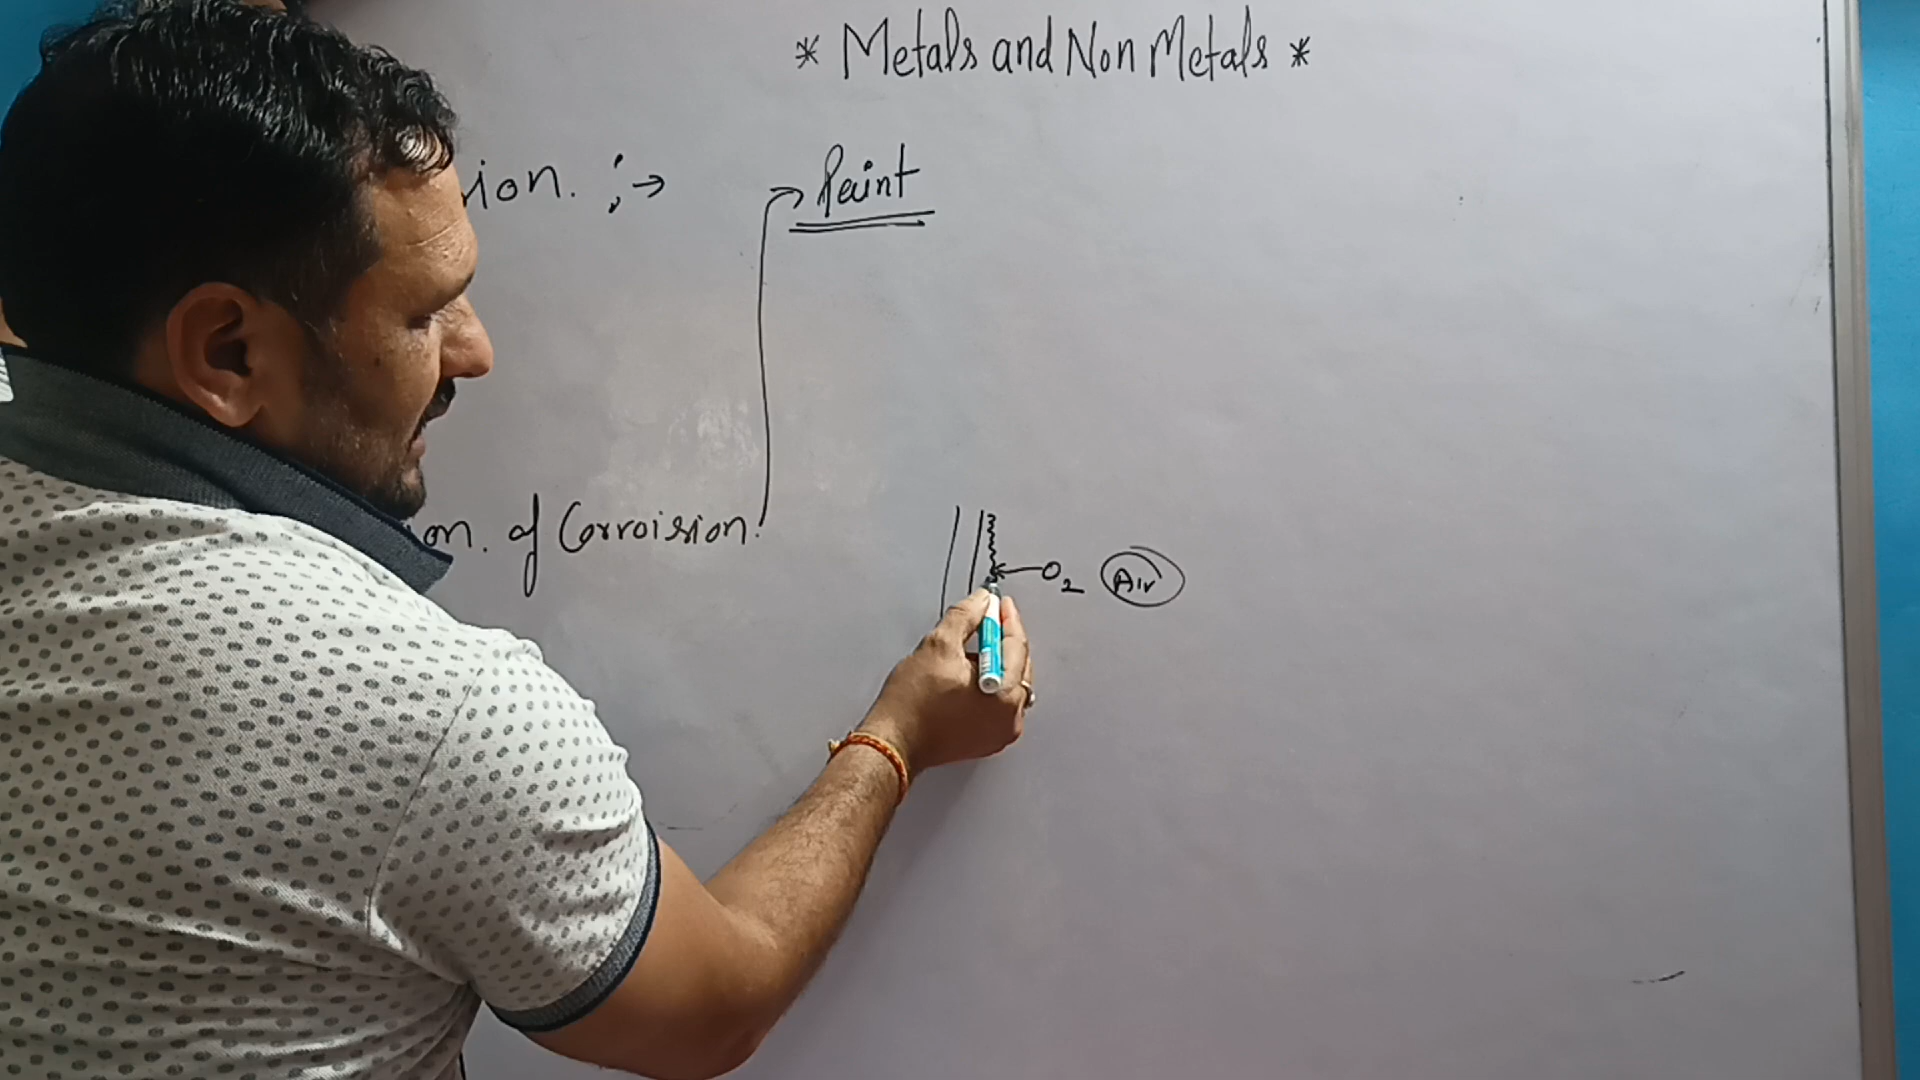 * Metals and Non Metals *
ion. :→ → Paint
on. of Corroision.
O2 Air